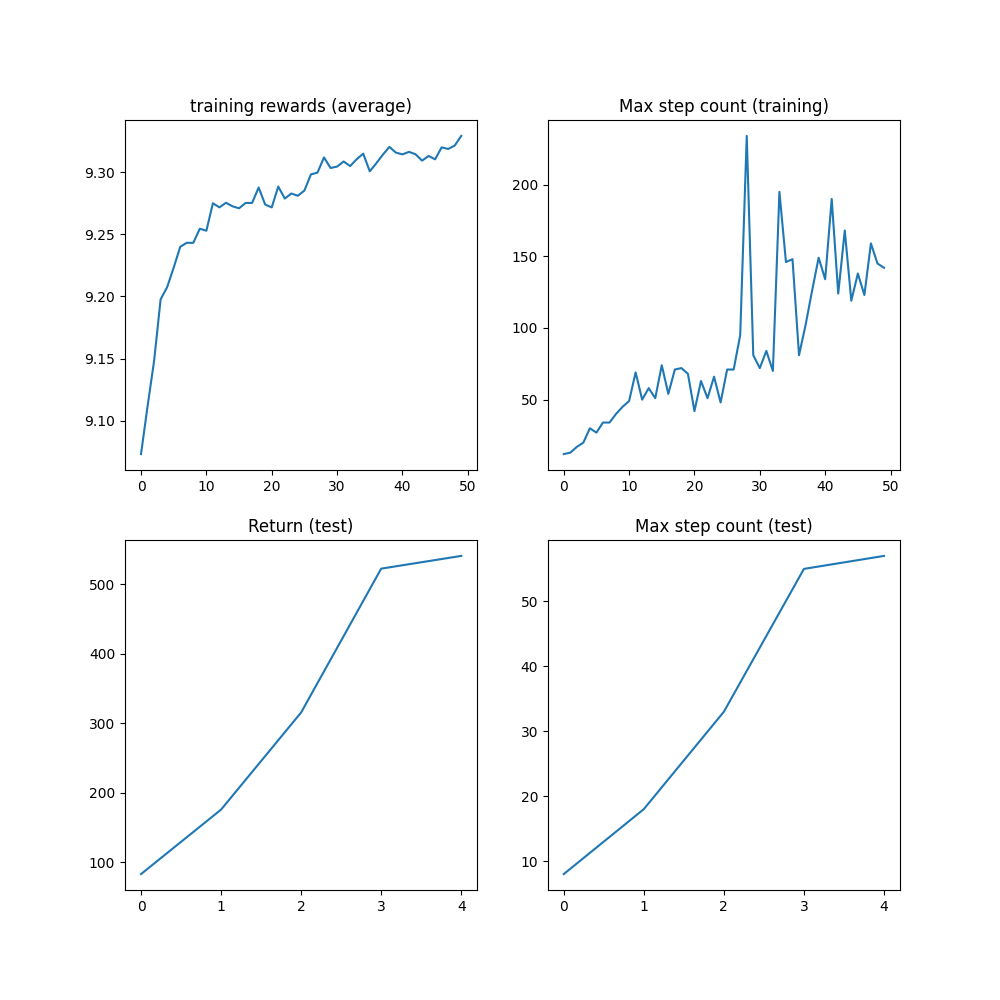 training rewards (average)
9.30
9.25
9.20
9.15
9.10
0 10 20 30 40 50
Max step count (training)
200
150
100
50
0 10 20 30 40 50
Return (test)
500
400
300
200
100
0 1 2 3 4
Max step count (test)
50
40
30
20
10
0 1 2 3 4